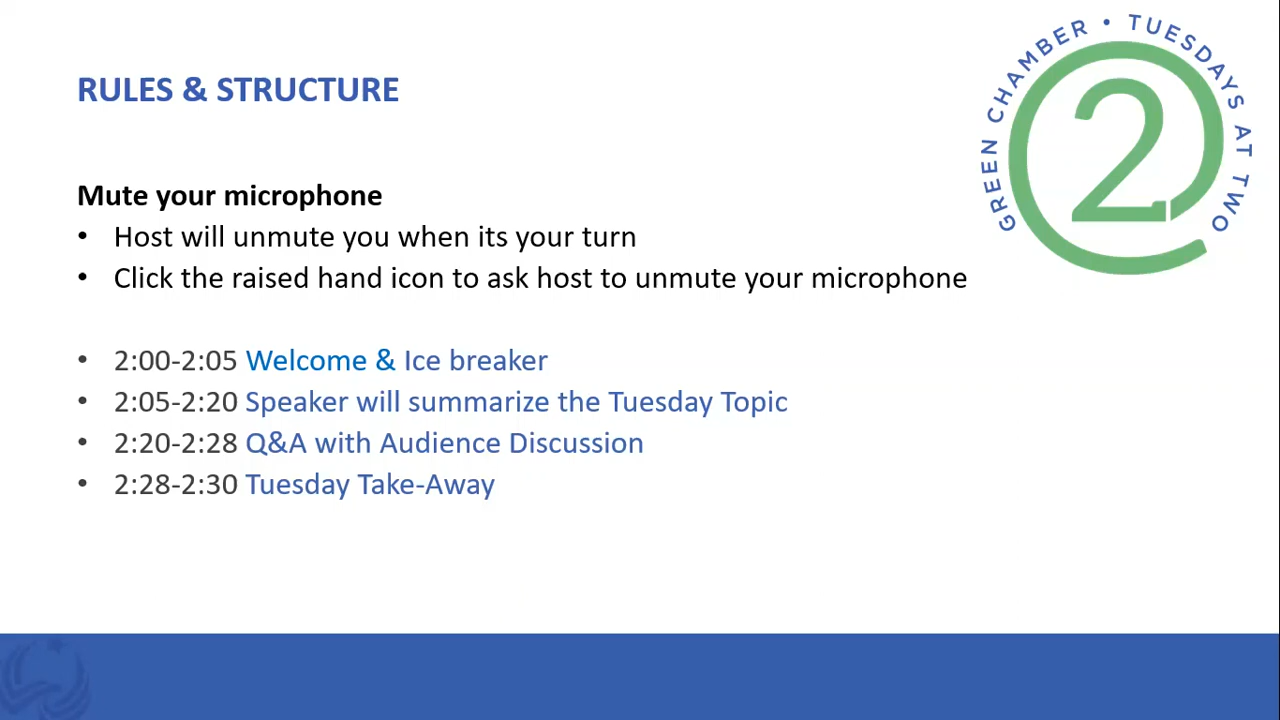 RULES & STRUCTURE
GREEN CHAMBER • TUESDAYS AT TWO
2
Mute your microphone
• Host will unmute you when its your turn
• Click the raised hand icon to ask host to unmute your microphone
• 2:00-2:05 Welcome & Ice breaker
• 2:05-2:20 Speaker will summarize the Tuesday Topic
• 2:20-2:28 Q&A with Audience Discussion
• 2:28-2:30 Tuesday Take-Away